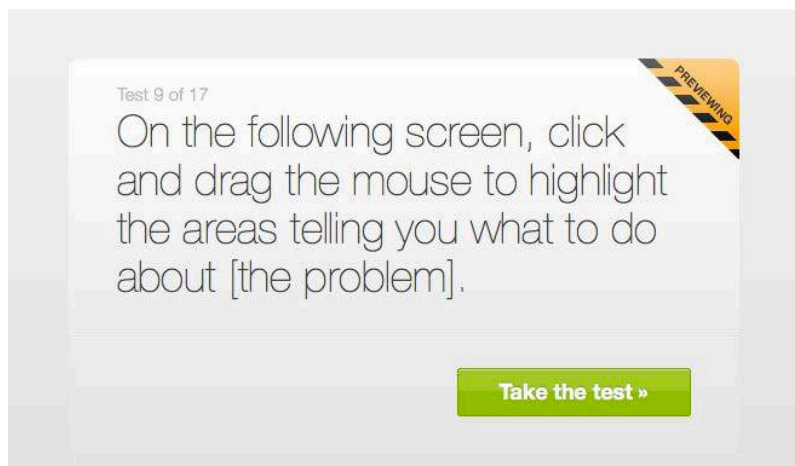 PREVIEWING
Test 9 of 17
On the following screen, click
and drag the mouse to highlight
the areas telling you what to do
about [the problem].
Take the test »